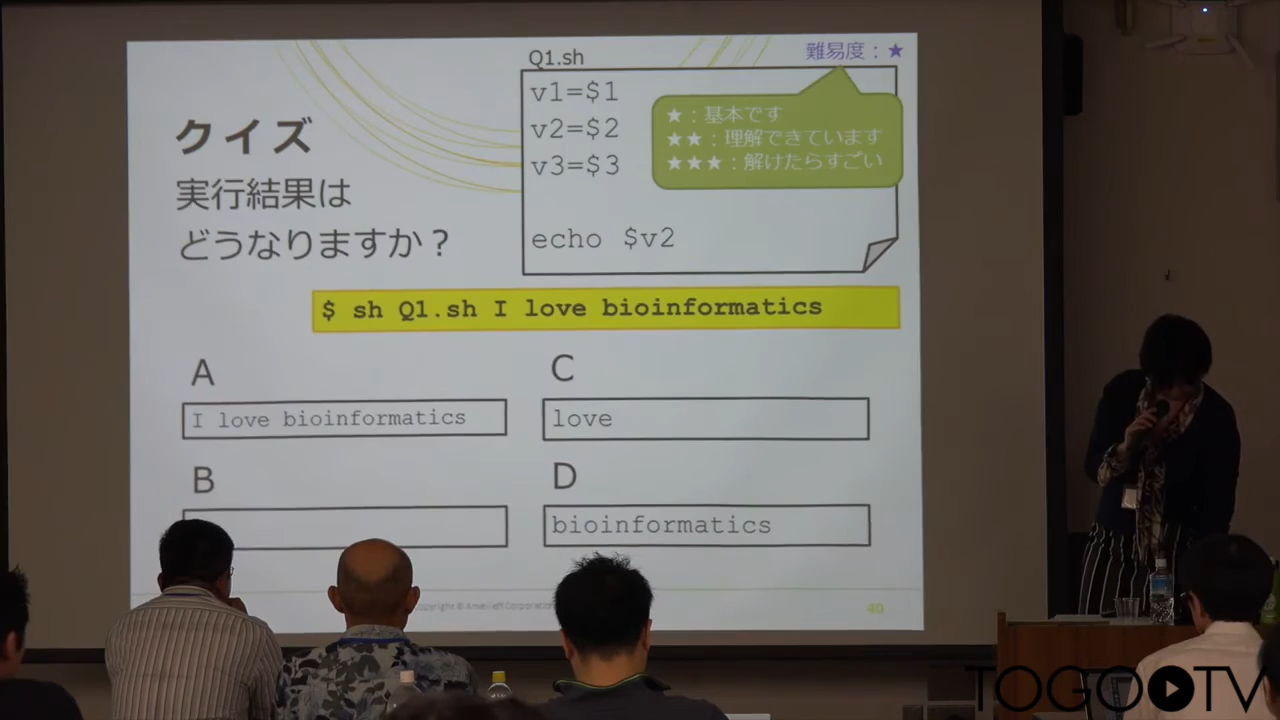 Q1.sh
難易度：★
v1=$1
v2=$2
v3=$3
echo $v2
★：基本です
★★：理解できています
★★★：解けたらすごい
クイズ
実行結果は
どうなりますか？
$ sh Q1.sh I love bioinformatics
A
I love bioinformatics
B
C
love
D
bioinformatics
Copyright © Amelieff Corporation
40
TOGOTV